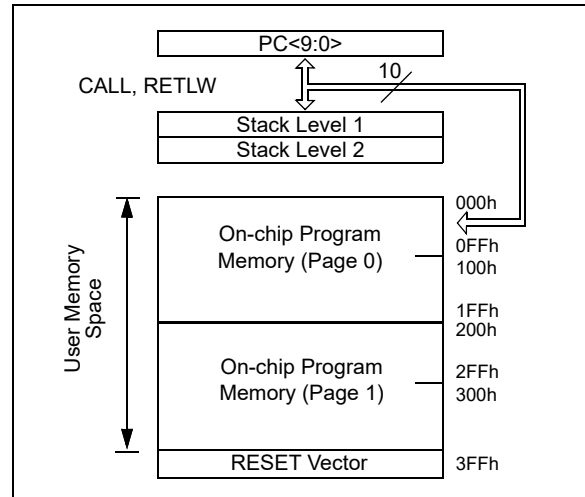 PC<9:0>
CALL, RETLW
10
Stack Level 1
Stack Level 2
User Memory
Space
000h
On-chip Program
Memory (Page 0)
0FFh
100h
1FFh
200h
On-chip Program
Memory (Page 1)
2FFh
300h
RESET Vector
3FFh